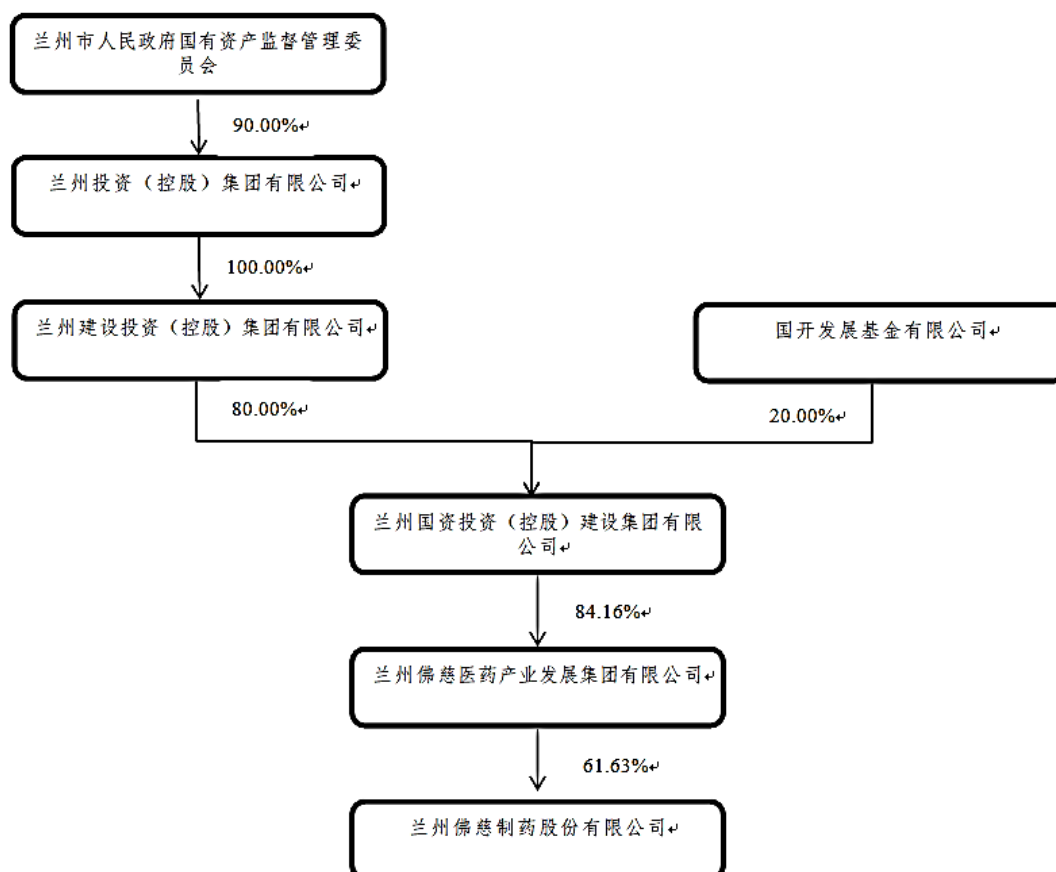 兰州市人民政府国有资产监督管理委
员会
90.00%↵
兰州投资（控股）集团有限公司↵
100.00%↵
兰州建设投资（控股）集团有限公司↵
国开发展基金有限公司↵
80.00%↵
20.00%↵
兰州国资投资（控股）建设集团有限
公司↵
84.16%↵
兰州佛慈医药产业发展集团有限公司↵
61.63%↵
兰州佛慈制药股份有限公司↵